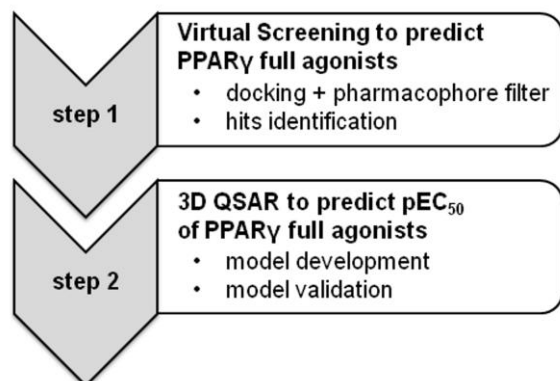 step 1
Virtual Screening to predict
PPARγ full agonists
• docking + pharmacophore filter
• hits identification
step 2
3D QSAR to predict pEC₅₀
of PPARγ full agonists
• model development
• model validation